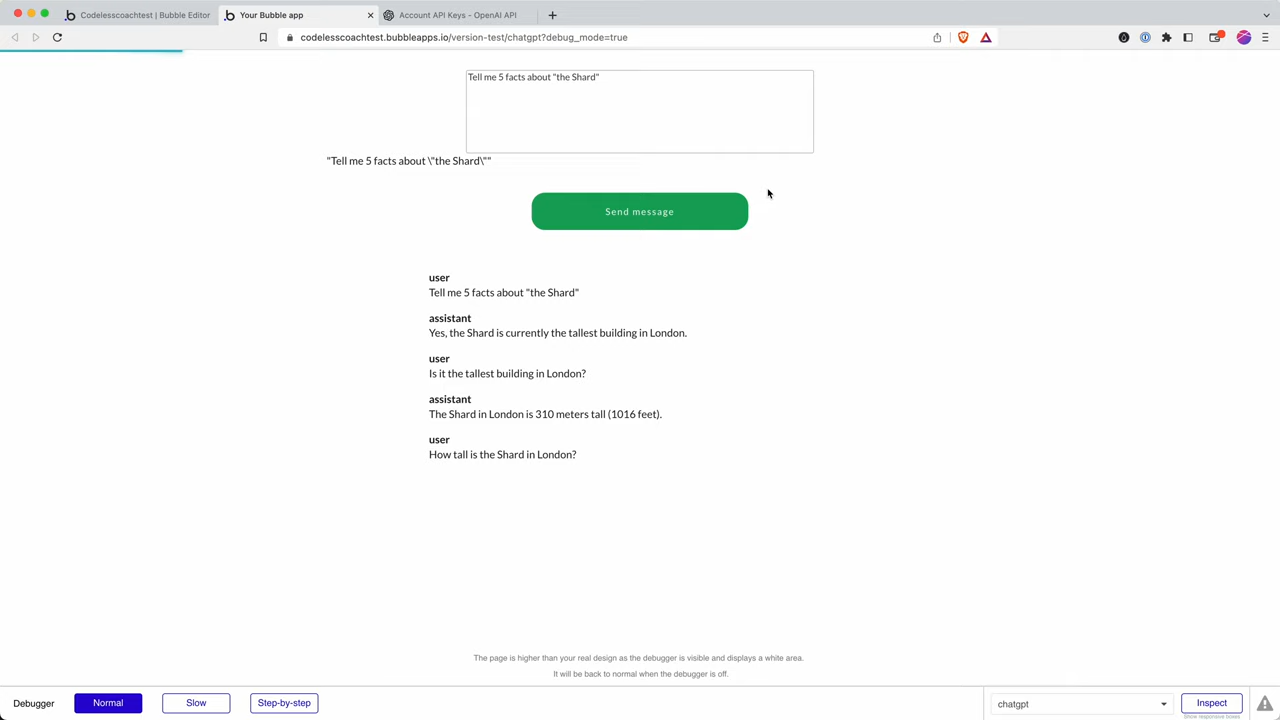 Codelesscoachtest | Bubble Editor
Your Bubble app
Account API Keys - OpenAI API
codelesscoachtest.bubbleapps.io/version-test/chatgpt?debug_mode=true
Tell me 5 facts about "the Shard"
"Tell me 5 facts about \"the Shard\""
Send message
user
Tell me 5 facts about "the Shard"
assistant
Yes, the Shard is currently the tallest building in London.
user
Is it the tallest building in London?
assistant
The Shard in London is 310 meters tall (1016 feet).
user
How tall is the Shard in London?
The page is higher than your real design as the debugger is visible and displays a white area.
It will be back to normal when the debugger is off.
Debugger
Normal
Slow
Step-by-step
chatgpt
Inspect
Show responsive boxes